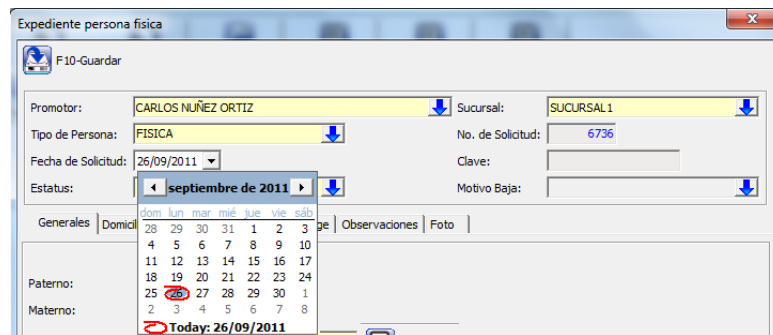 Expediente persona fisica
F10-Guardar
Promotor: CARLOS NUÑEZ ORTIZ Sucursal: SUCURSAL1
Tipo de Persona: FISICA No. de Solicitud: 6736
Fecha de Solicitud: 26/09/2011 Clave:
Estatus: septiembre de 2011 Motivo Baja:
dom lun mar mié jue vie sáb
Generales Domicil ge Observaciones Foto
28 29 30 31 1 2 3
4 5 6 7 8 9 10
11 12 13 14 15 16 17
18 19 20 21 22 23 24
Paterno:
25 26 27 28 29 30 1
Materno: 2 3 4 5 6 7 8
Today: 26/09/2011